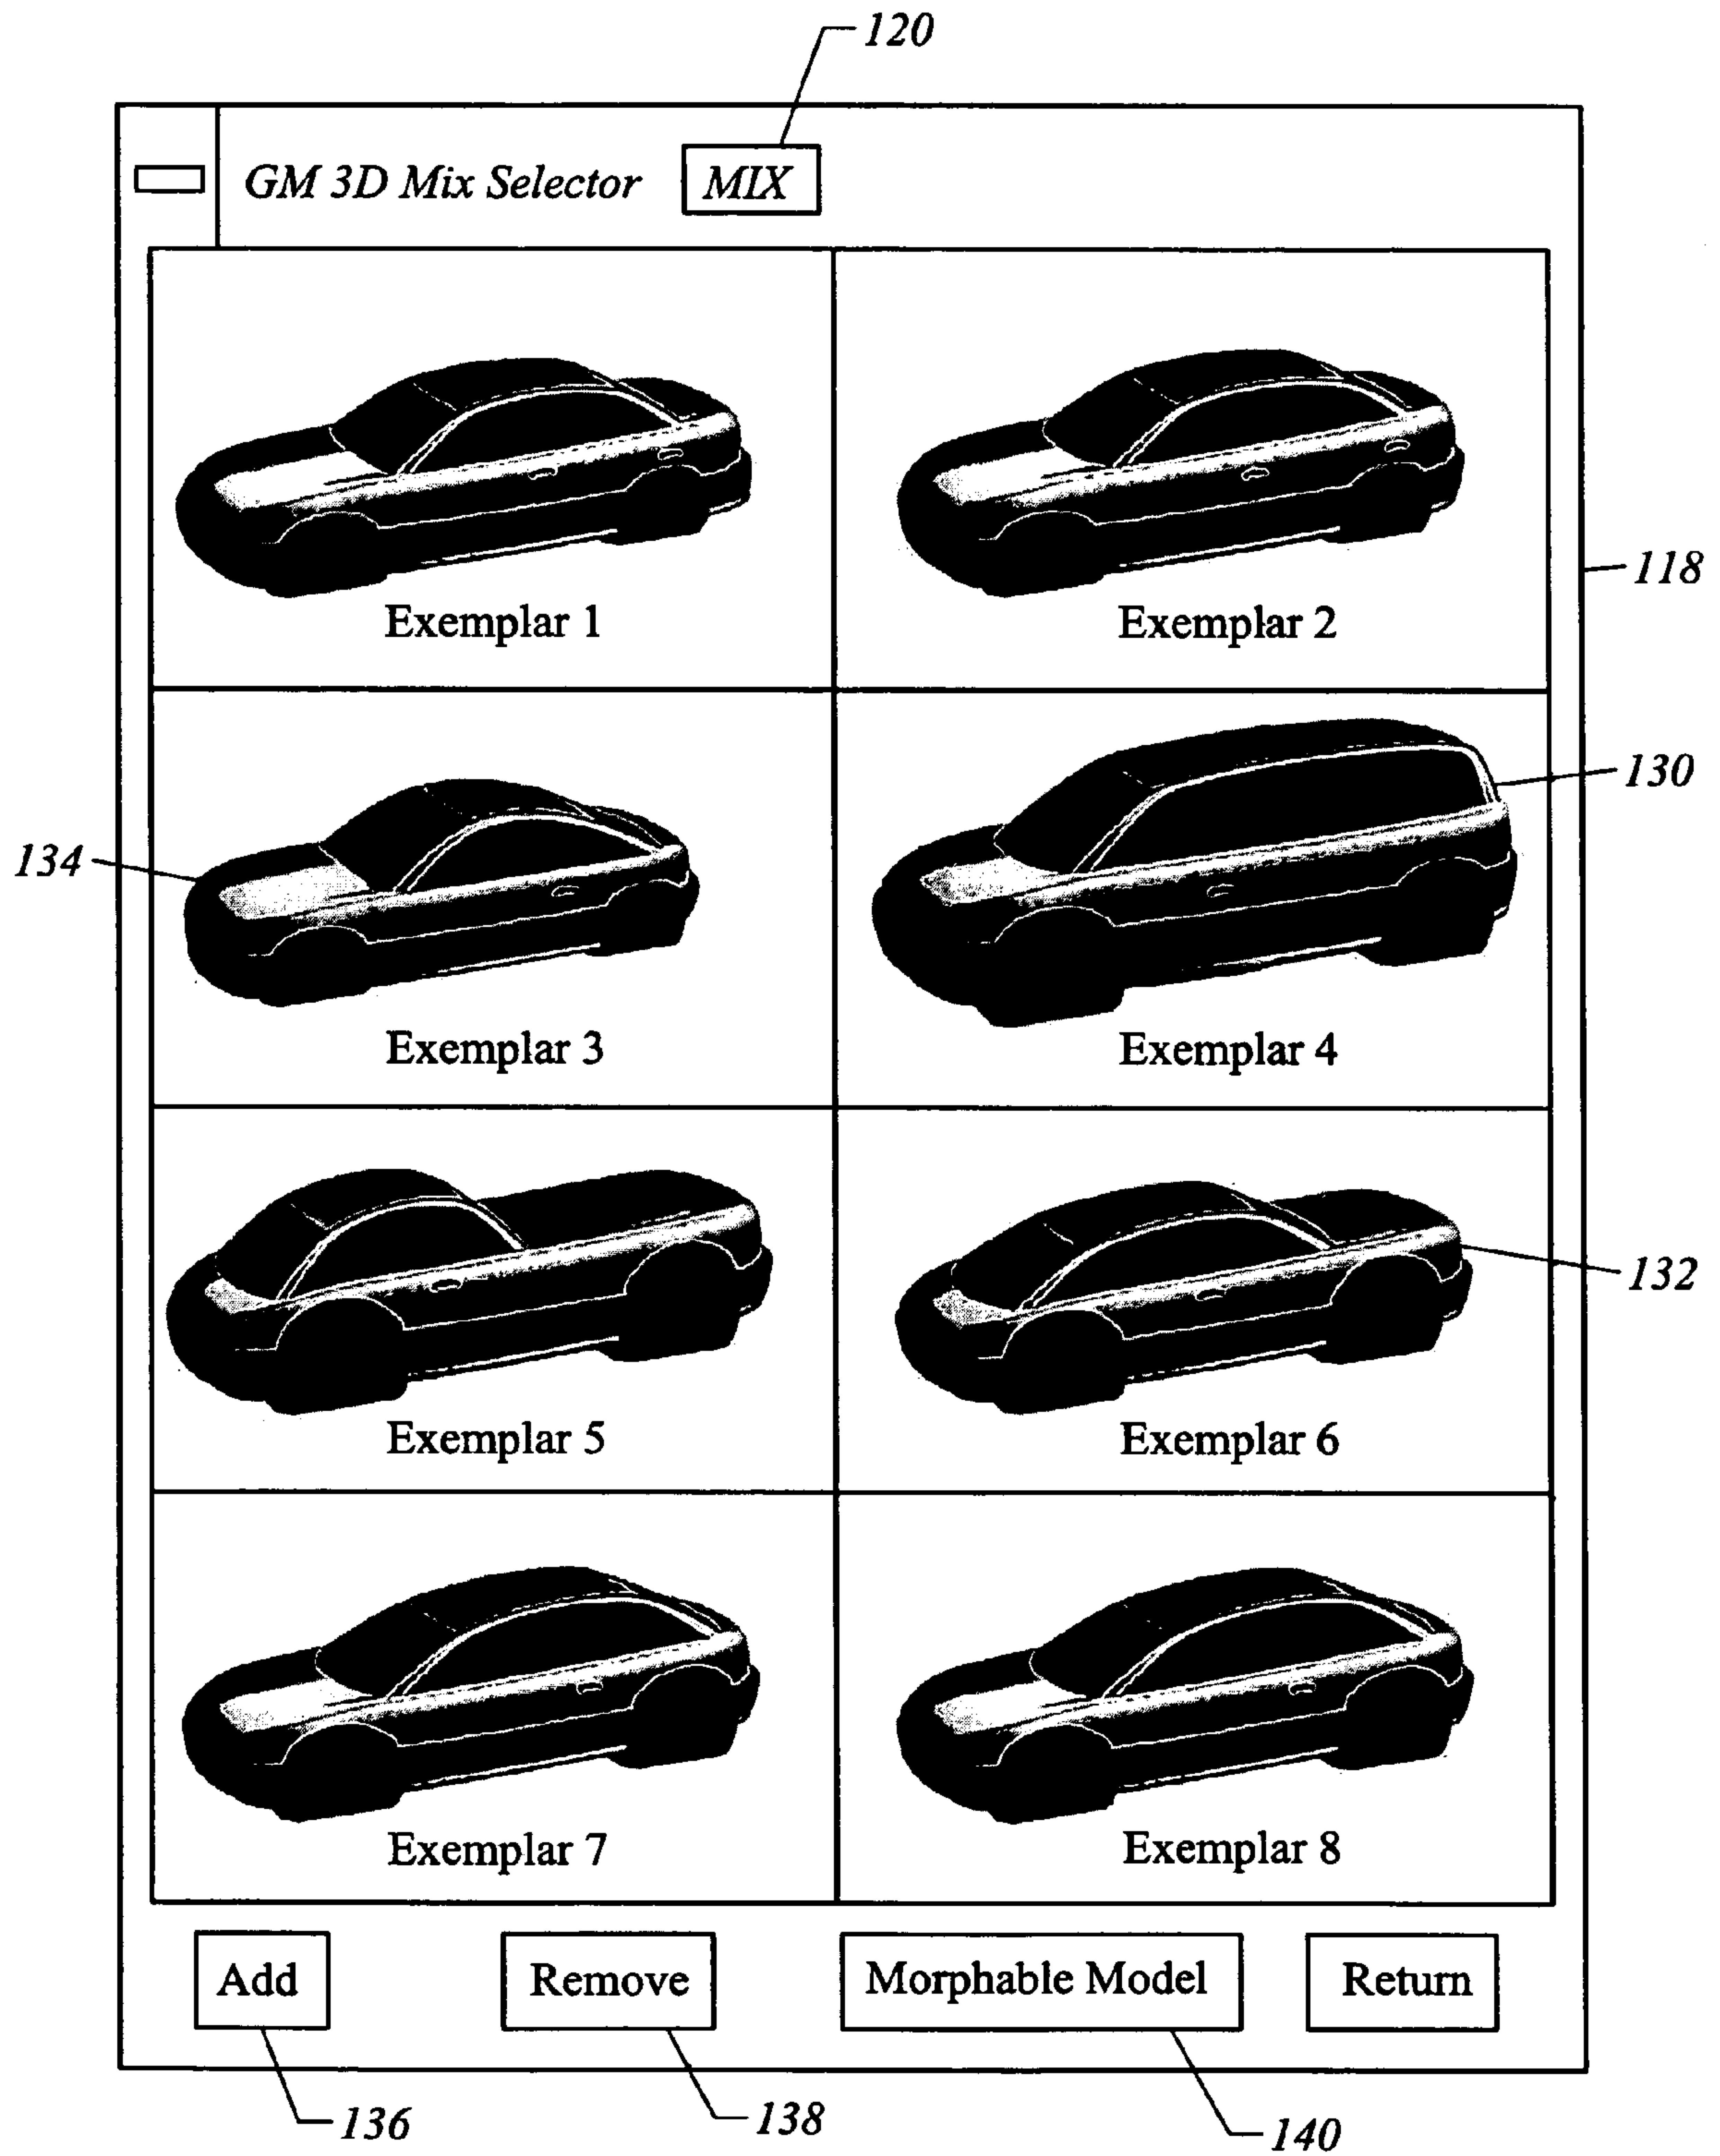 120
GM 3D Mix Selector MIX
118
Exemplar 1 Exemplar 2
130
134
Exemplar 3 Exemplar 4
132
Exemplar 5 Exemplar 6
Exemplar 7 Exemplar 8
Add Remove Morphable Model Return
136 138 140